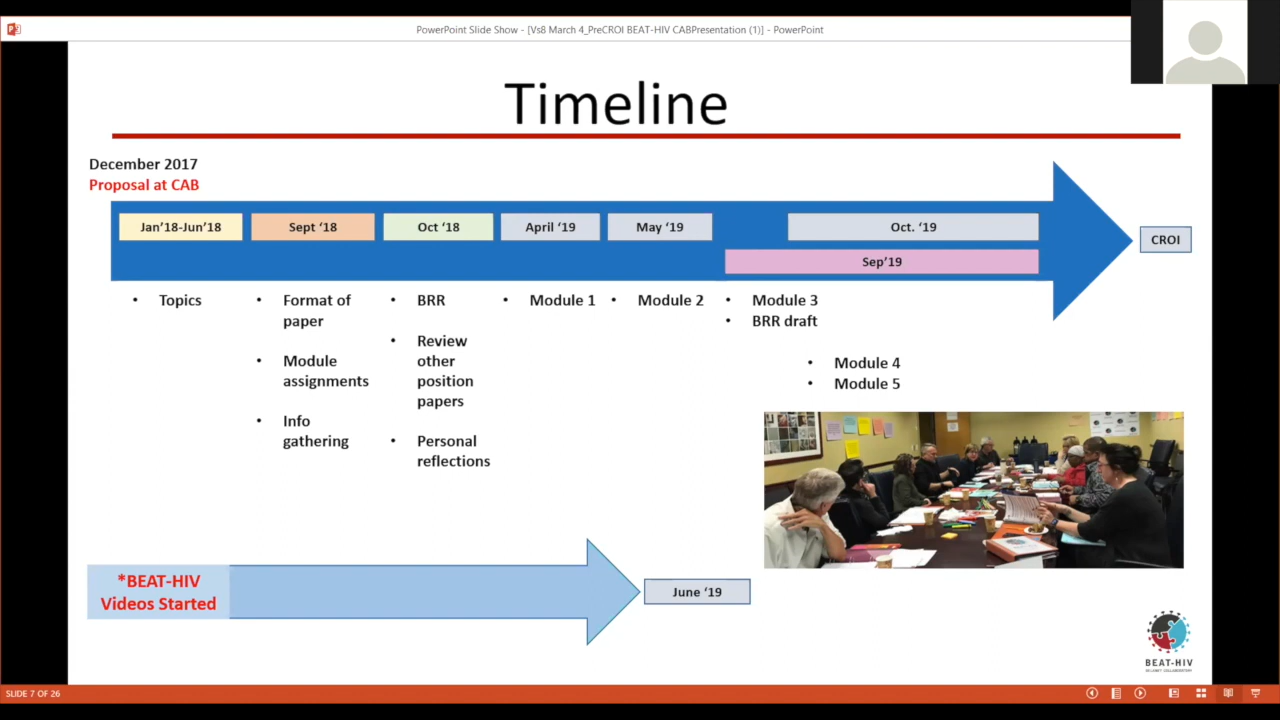 PowerPoint Slide Show - [Vs8 March 4_PreCROI BEAT-HIV CABPresentation (1)] - PowerPoint
Timeline
December 2017
Proposal at CAB
Jan’18-Jun’18
Sept ‘18
Oct ‘18
April ‘19
May ‘19
Oct. ‘19
Sep’19
CROI
• Topics
• Format of
paper
• Module
assignments
• Info
gathering
• BRR
• Review
other
position
papers
• Personal
reflections
• Module 1
• Module 2
• Module 3
• BRR draft
• Module 4
• Module 5
*BEAT-HIV
Videos Started
June ‘19
BEAT-HIV
SLIDE 7 OF 26